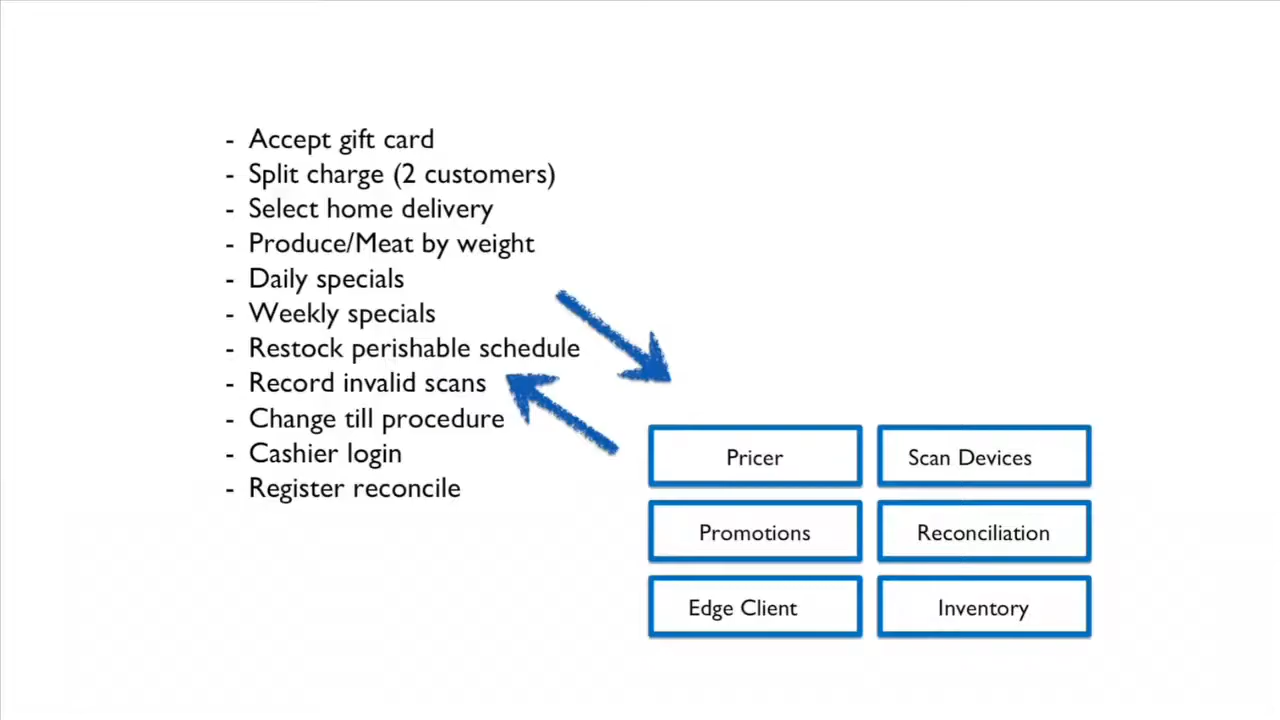 - Accept gift card
- Split charge (2 customers)
- Select home delivery
- Produce/Meat by weight
- Daily specials
- Weekly specials
- Restock perishable schedule
- Record invalid scans
- Change till procedure
- Cashier login
- Register reconcile
Pricer
Scan Devices
Promotions
Reconciliation
Edge Client
Inventory